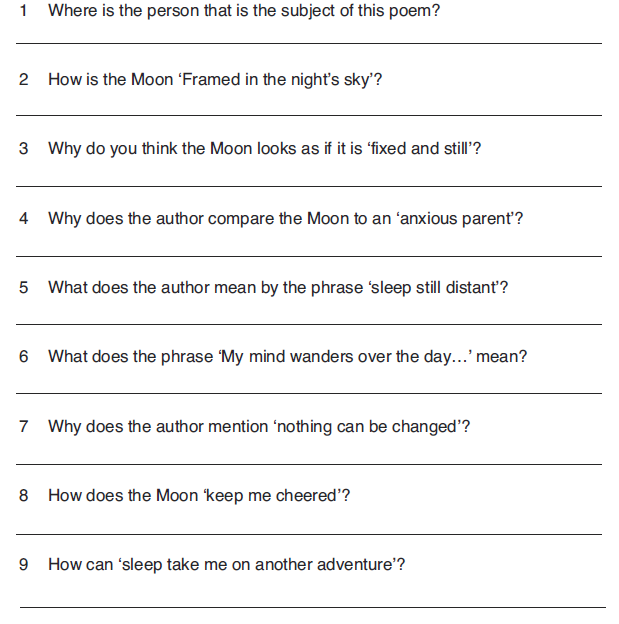 1 Where is the person that is the subject of this poem?
2 How is the Moon ‘Framed in the night’s sky’?
3 Why do you think the Moon looks as if it is ‘fixed and still’?
4 Why does the author compare the Moon to an ‘anxious parent’?
5 What does the author mean by the phrase ‘sleep still distant’?
6 What does the phrase ‘My mind wanders over the day…’ mean?
7 Why does the author mention ‘nothing can be changed’?
8 How does the Moon ‘keep me cheered’?
9 How can ‘sleep take me on another adventure’?